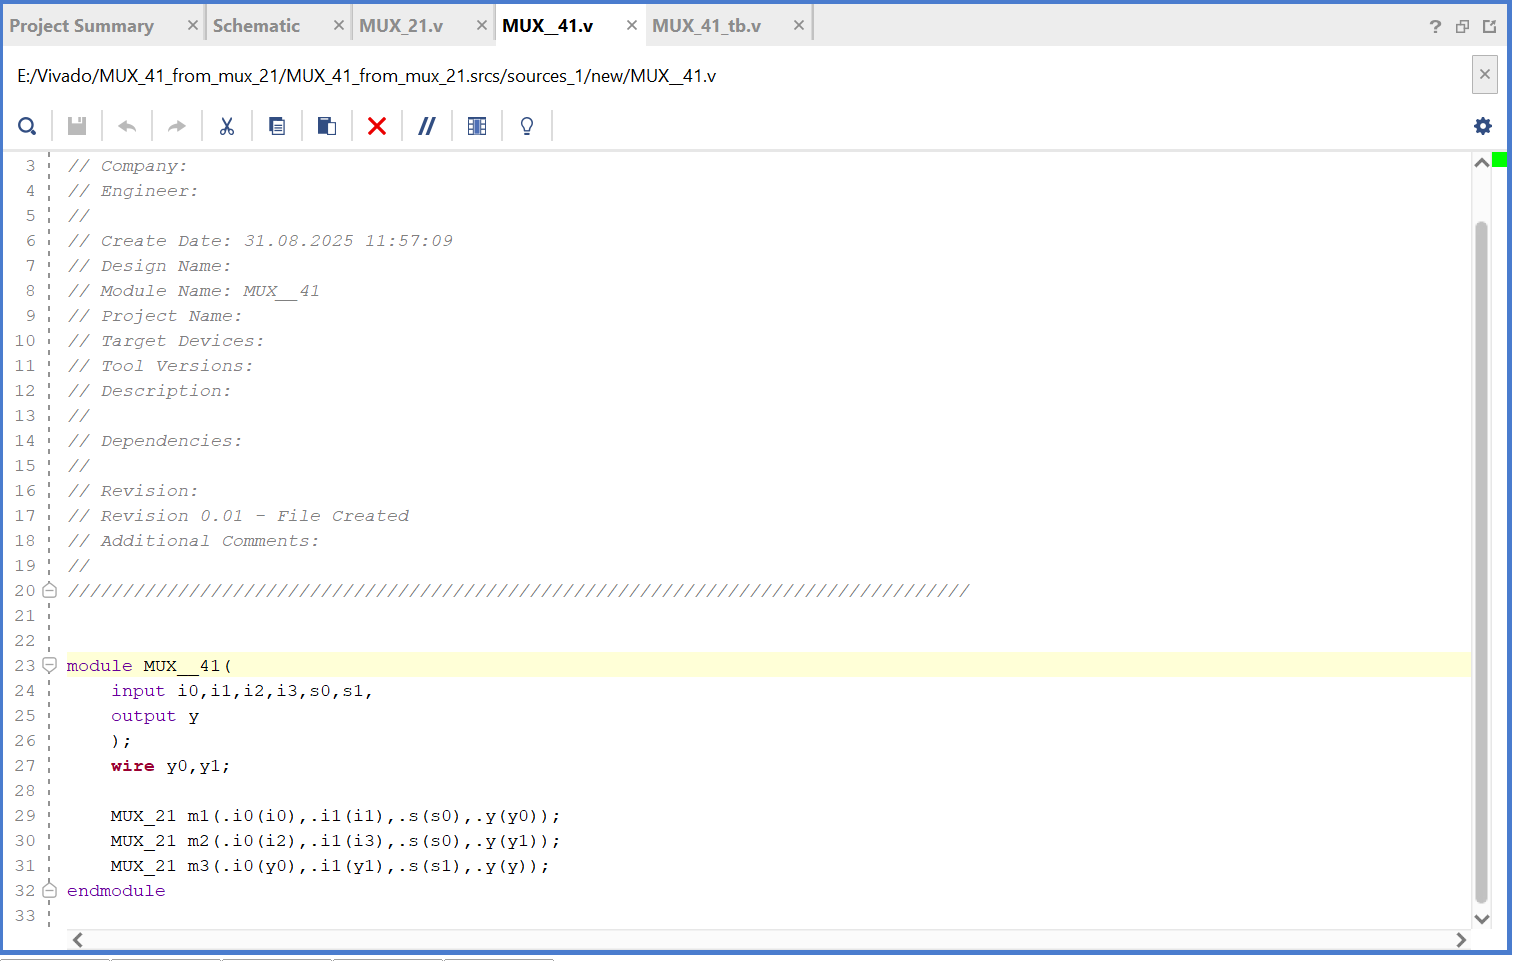 Project Summary × Schematic × MUX_21.v × MUX__41.v × MUX_41_tb.v × ?
E:/Vivado/MUX_41_from_mux_21/MUX_41_from_mux_21.srcs/sources_1/new/MUX__41.v
3 // Company:
4 // Engineer:
5 //
6 // Create Date: 31.08.2025 11:57:09
7 // Design Name:
8 // Module Name: MUX__41
9 // Project Name:
10 // Target Devices:
11 // Tool Versions:
12 // Description:
13 //
14 // Dependencies:
15 //
16 // Revision:
17 // Revision 0.01 - File Created
18 // Additional Comments:
19 //
20 //////////////////////////////////////////////////////////////////////////////////
21
22
23 module MUX__41(
24 input i0,i1,i2,i3,s0,s1,
25 output y
26 );
27 wire y0,y1;
28
29 MUX_21 m1(.i0(i0),.i1(i1),.s(s0),.y(y0));
30 MUX_21 m2(.i0(i2),.i1(i3),.s(s0),.y(y1));
31 MUX_21 m3(.i0(y0),.i1(y1),.s(s1),.y(y));
32 endmodule
33